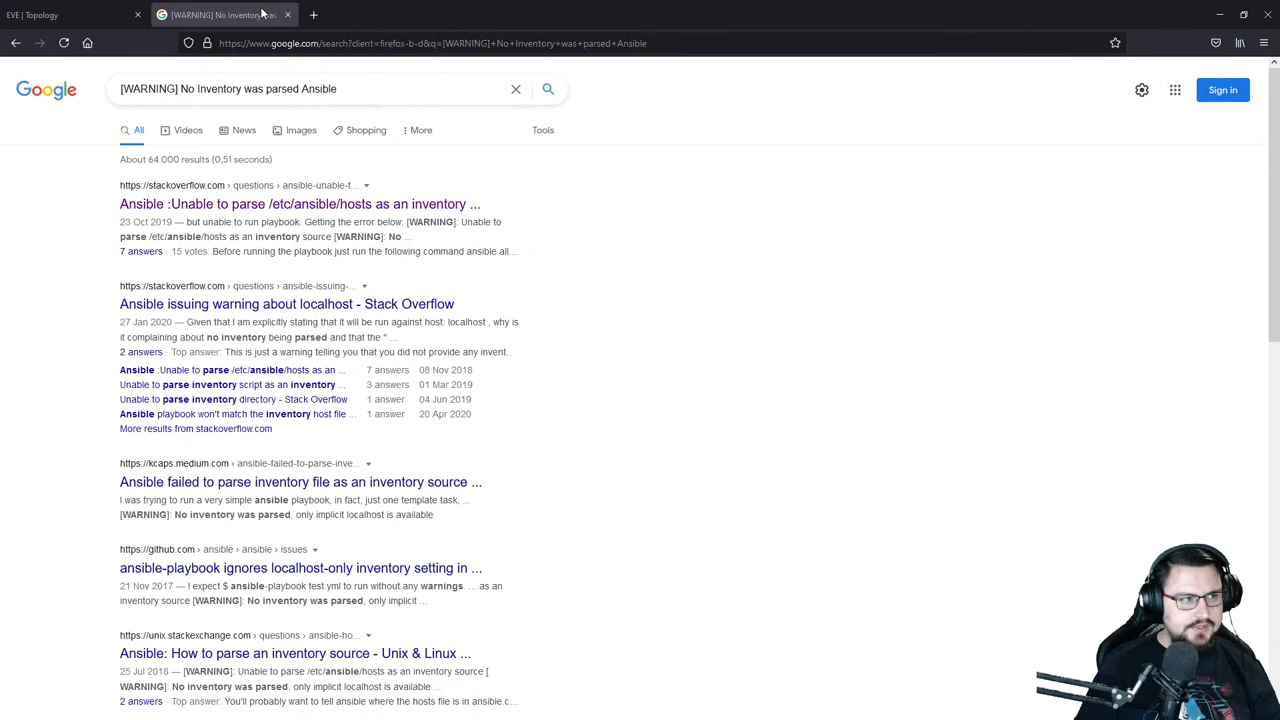 EVE | Topology
[WARNING] No Inventory was
https://www.google.com/search?client=firefox-b-d&q=[WARNING]+No+Inventory+was+parsed+Ansible
Google
[WARNING] No Inventory was parsed Ansible
Sign in
All
Videos
News
Images
Shopping
More
Tools
About 64 000 results (0,51 seconds)
https://stackoverflow.com › questions › ansible-unable-t...
Ansible :Unable to parse /etc/ansible/hosts as an inventory ...
23 Oct 2019 — but unable to run playbook. Getting the error below: [WARNING]: Unable to
parse /etc/ansible/hosts as an inventory source [WARNING]: No ...
7 answers · 15 votes: Before running the playbook just run the following command ansible all....
https://stackoverflow.com › questions › ansible-issuing-...
Ansible issuing warning about localhost - Stack Overflow
27 Jan 2020 — Given that I am explicitly stating that it will be run against host: localhost , why is
it complaining about no inventory being parsed and that the " ...
2 answers · Top answer: This is just a warning telling you that you did not provide any invent..
Ansible :Unable to parse /etc/ansible/hosts as an ... 7 answers 08 Nov 2018
Unable to parse inventory script as an inventory ... 3 answers 01 Mar 2019
Unable to parse inventory directory - Stack Overflow 1 answer 04 Jun 2019
Ansible playbook won't match the inventory host file ... 1 answer 20 Apr 2020
More results from stackoverflow.com
https://kcaps.medium.com › ansible-failed-to-parse-inve...
Ansible failed to parse inventory file as an inventory source ...
I was trying to run a very simple ansible playbook, in fact, just one template task, ...
[WARNING]: No inventory was parsed, only implicit localhost is available
https://github.com › ansible › ansible › issues
ansible-playbook ignores localhost-only inventory setting in ...
21 Nov 2017 — I expect $ ansible-playbook test.yml to run without any warnings. ... as an
inventory source [WARNING]: No inventory was parsed, only implicit ...
https://unix.stackexchange.com › questions › ansible-ho...
Ansible: How to parse an inventory source - Unix & Linux ...
25 Jul 2018 — [WARNING]: Unable to parse /etc/ansible/hosts as an inventory source [
WARNING]: No inventory was parsed, only implicit localhost is available ...
2 answers · Top answer: You'll probably want to tell ansible where the hosts file is in ansible.c...